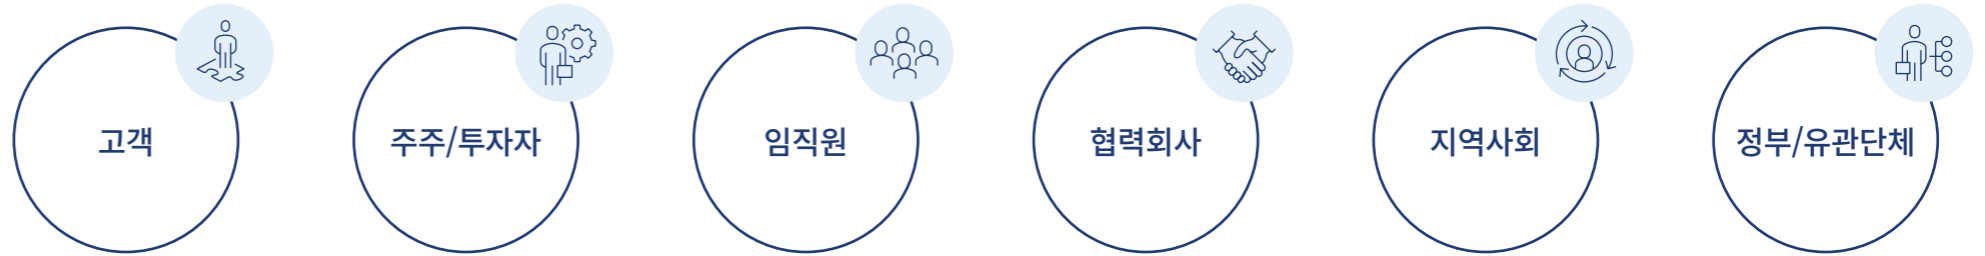 고객
주주/투자자
임직원
협력회사
지역사회
정부/유관단체